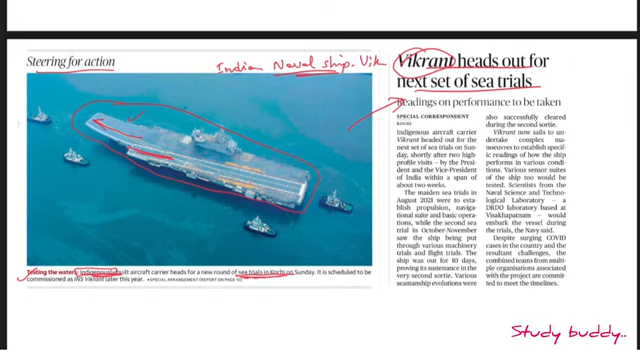 Steering for action
Indian Naval ship. Vik
Vikrant heads out for
next set of sea trials
Readings on performance to be taken
SPECIAL CORRESPONDENT
KOCHI
Indigenous aircraft carrier
Vikrant headed out for the
next set of sea trials on Sun-
day, shortly after two high-
profile visits – by the Presi-
dent and the Vice-President
of India within a span of
about two weeks.
The maiden sea trials in
August 2021 were to esta-
blish propulsion, naviga-
tional suite and basic opera-
tions, while the second sea
trial in October-November
saw the ship being put
through various machinery
trials and flight trials. The
ship was out for 10 days,
proving its sustenance in the
very second sortie. Various
seamanship evolutions were
also successfully cleared
during the second sortie.
Vikrant now sails to un-
dertake complex ma-
noeuvres to establish specif-
ic readings of how the ship
performs in various condi-
tions. Various sensor suites
of the ship too would be
tested. Scientists from the
Naval Science and Techno-
logical Laboratory – a
DRDO laboratory based at
Visakhapatnam – would
embark the vessel during
the trials, the Navy said.
Despite surging COVID
cases in the country and the
resultant challenges, the
combined teams from multi-
ple organisations associated
with the project are commit-
ted to meet the timelines.
Testing the waters: Indigenously built aircraft carrier heads for a new round of sea trials in Kochi on Sunday. It is scheduled to be
commissioned as INS Vikrant later this year. •SPECIAL ARRANGEMENT (REPORT ON PAGE
Study buddy..